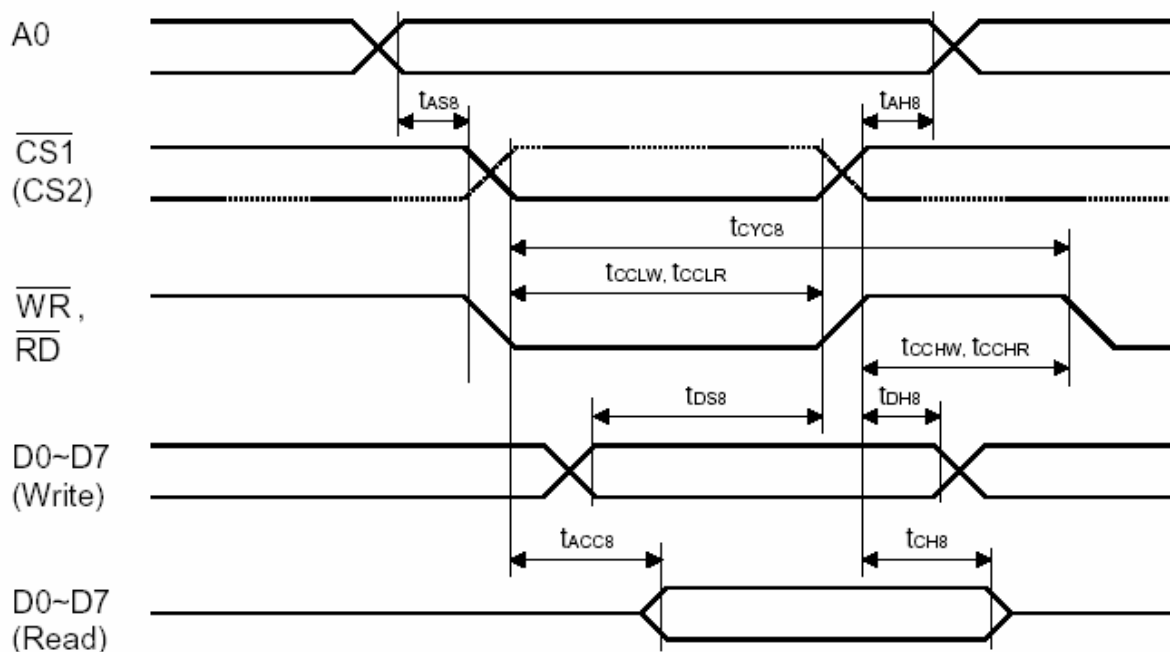 A0
tAS8
tAH8
CS1
(CS2)
tCYC8
tCCLW, tCCLR
WR ,
RD
tCCHW, tCCHR
tDS8
tDH8
D0~D7
(Write)
tACC8
tCH8
D0~D7
(Read)